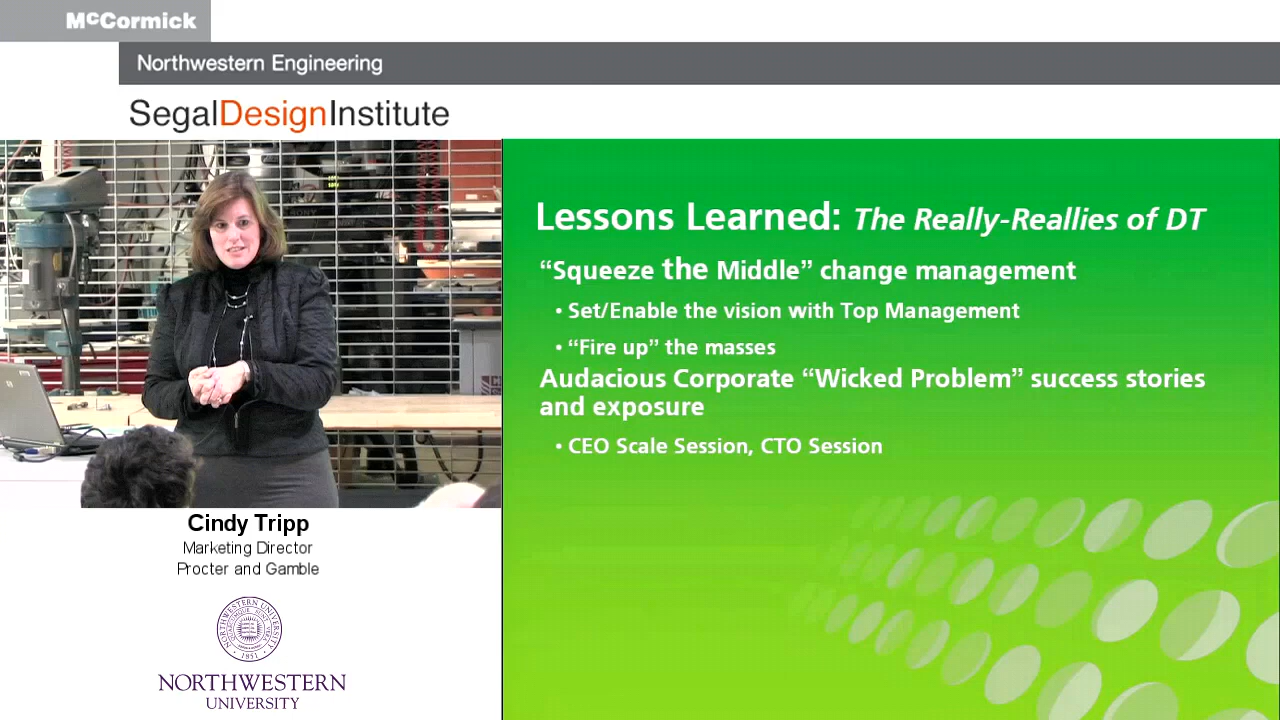 McCormick
Northwestern Engineering
SegalDesignInstitute
Lessons Learned: The Really-Reallies of DT
“Squeeze the Middle” change management
• Set/Enable the vision with Top Management
• “Fire up” the masses
Audacious Corporate “Wicked Problem” success stories
and exposure
• CEO Scale Session, CTO Session
Cindy Tripp
Marketing Director
Procter and Gamble
NORTHWESTERN
UNIVERSITY